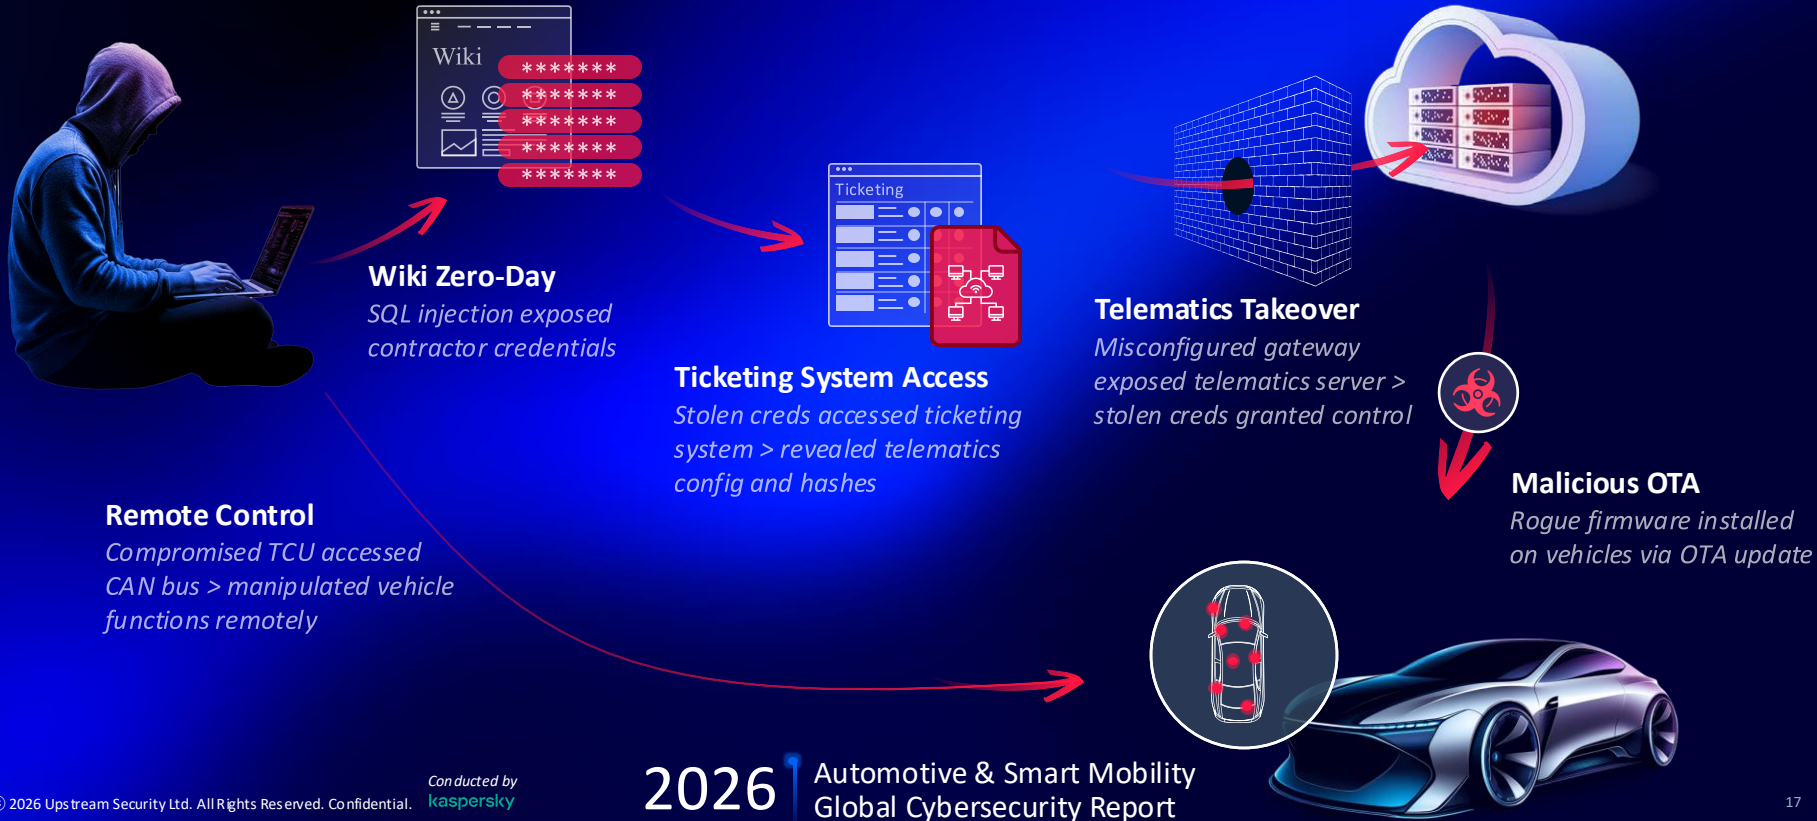 Wiki
*******
*******
*******
*******
*******
Wiki Zero-Day
SQL injection exposed
contractor credentials
Ticketing
Ticketing System Access
Stolen creds accessed ticketing
system > revealed telematics
config and hashes
Telematics Takeover
Misconfigured gateway
exposed telematics server >
stolen creds granted control
Malicious OTA
Rogue firmware installed
on vehicles via OTA update
Remote Control
Compromised TCU accessed
CAN bus > manipulated vehicle
functions remotely
© 2026 Upstream Security Ltd. All Rights Reserved. Confidential.
Conducted by
kaspersky
2026
Automotive & Smart Mobility
Global Cybersecurity Report
17